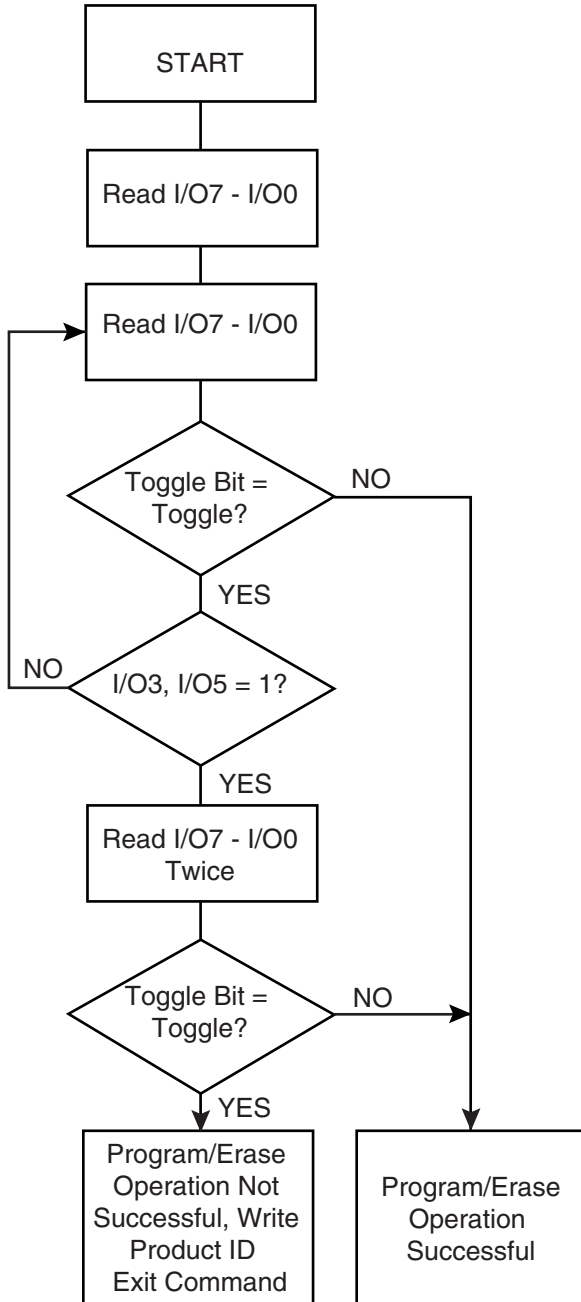 START
Read I/O7 - I/O0
Read I/O7 - I/O0
Toggle Bit =
Toggle?
NO
YES
NO
I/O3, I/O5 = 1?
YES
Read I/O7 - I/O0
Twice
Toggle Bit =
Toggle?
NO
YES
Program/Erase
Operation Not
Successful, Write
Product ID
Exit Command
Program/Erase
Operation
Successful